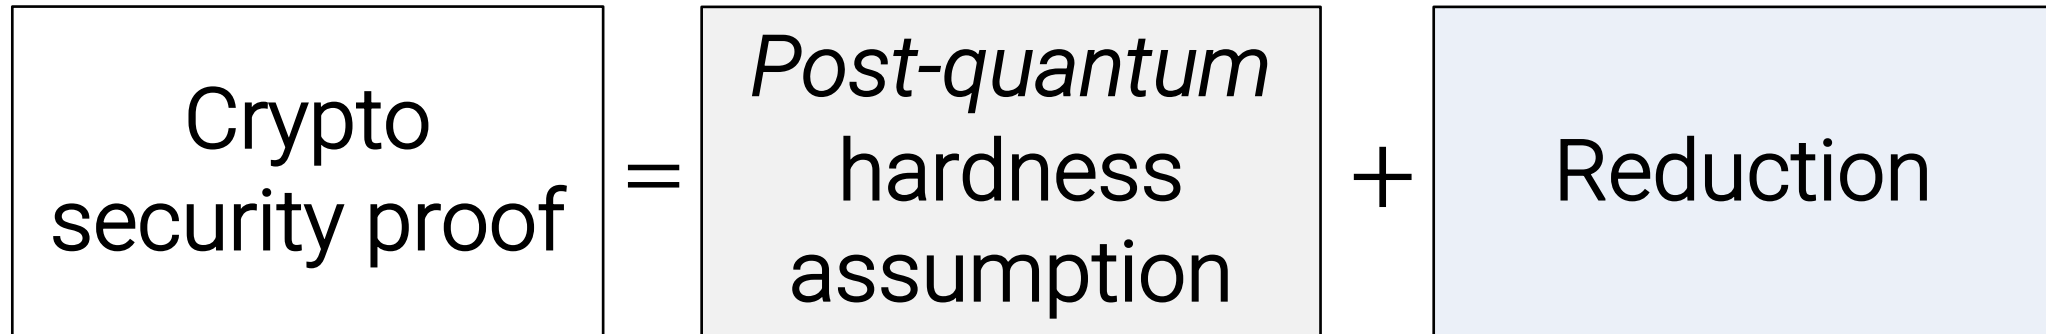 Crypto
security proof
=
Post-quantum
hardness
assumption
+
Reduction